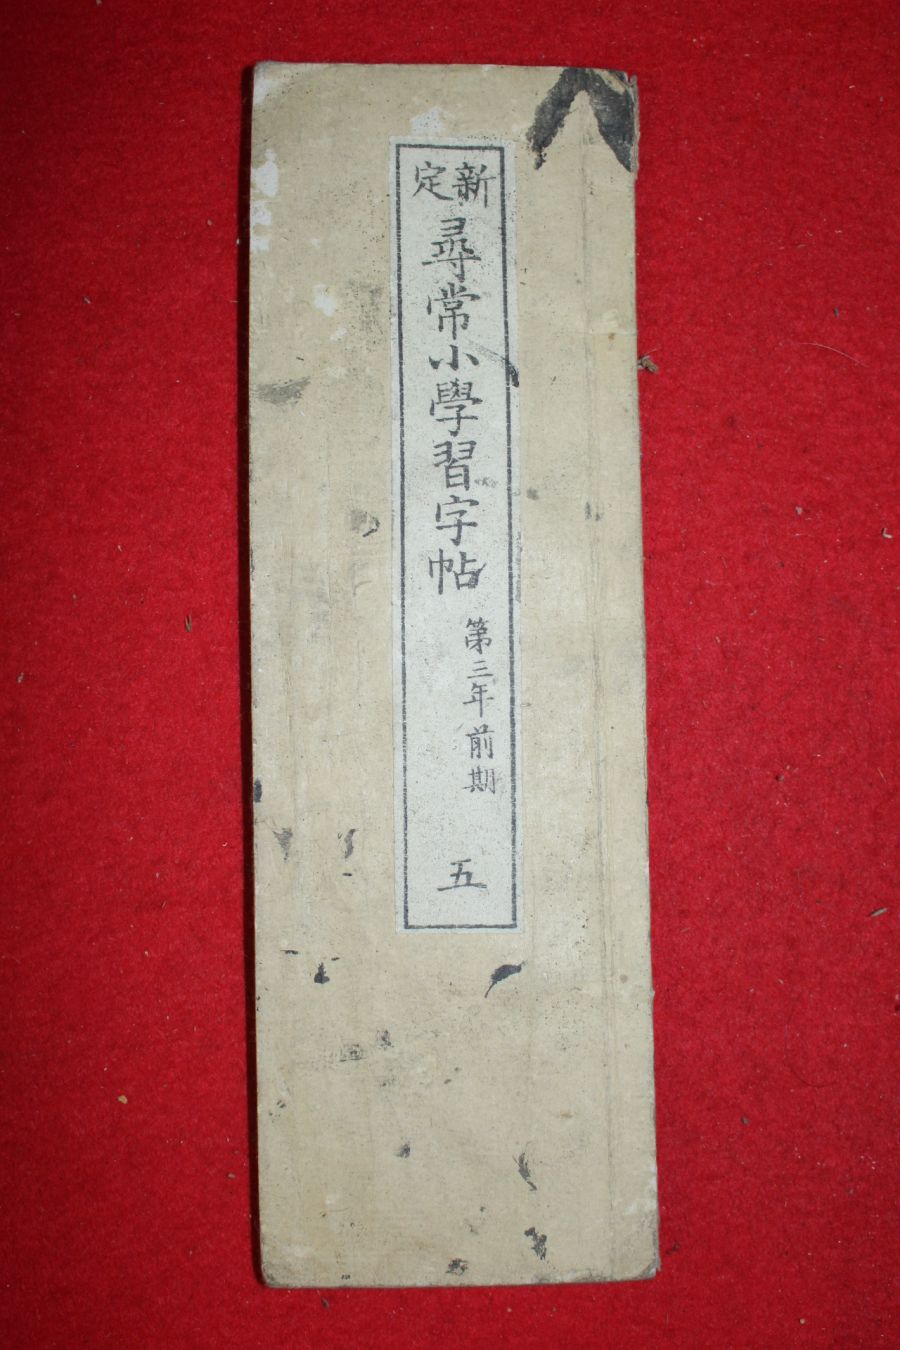 新定
尋常小學習字帖
第三年前期
五